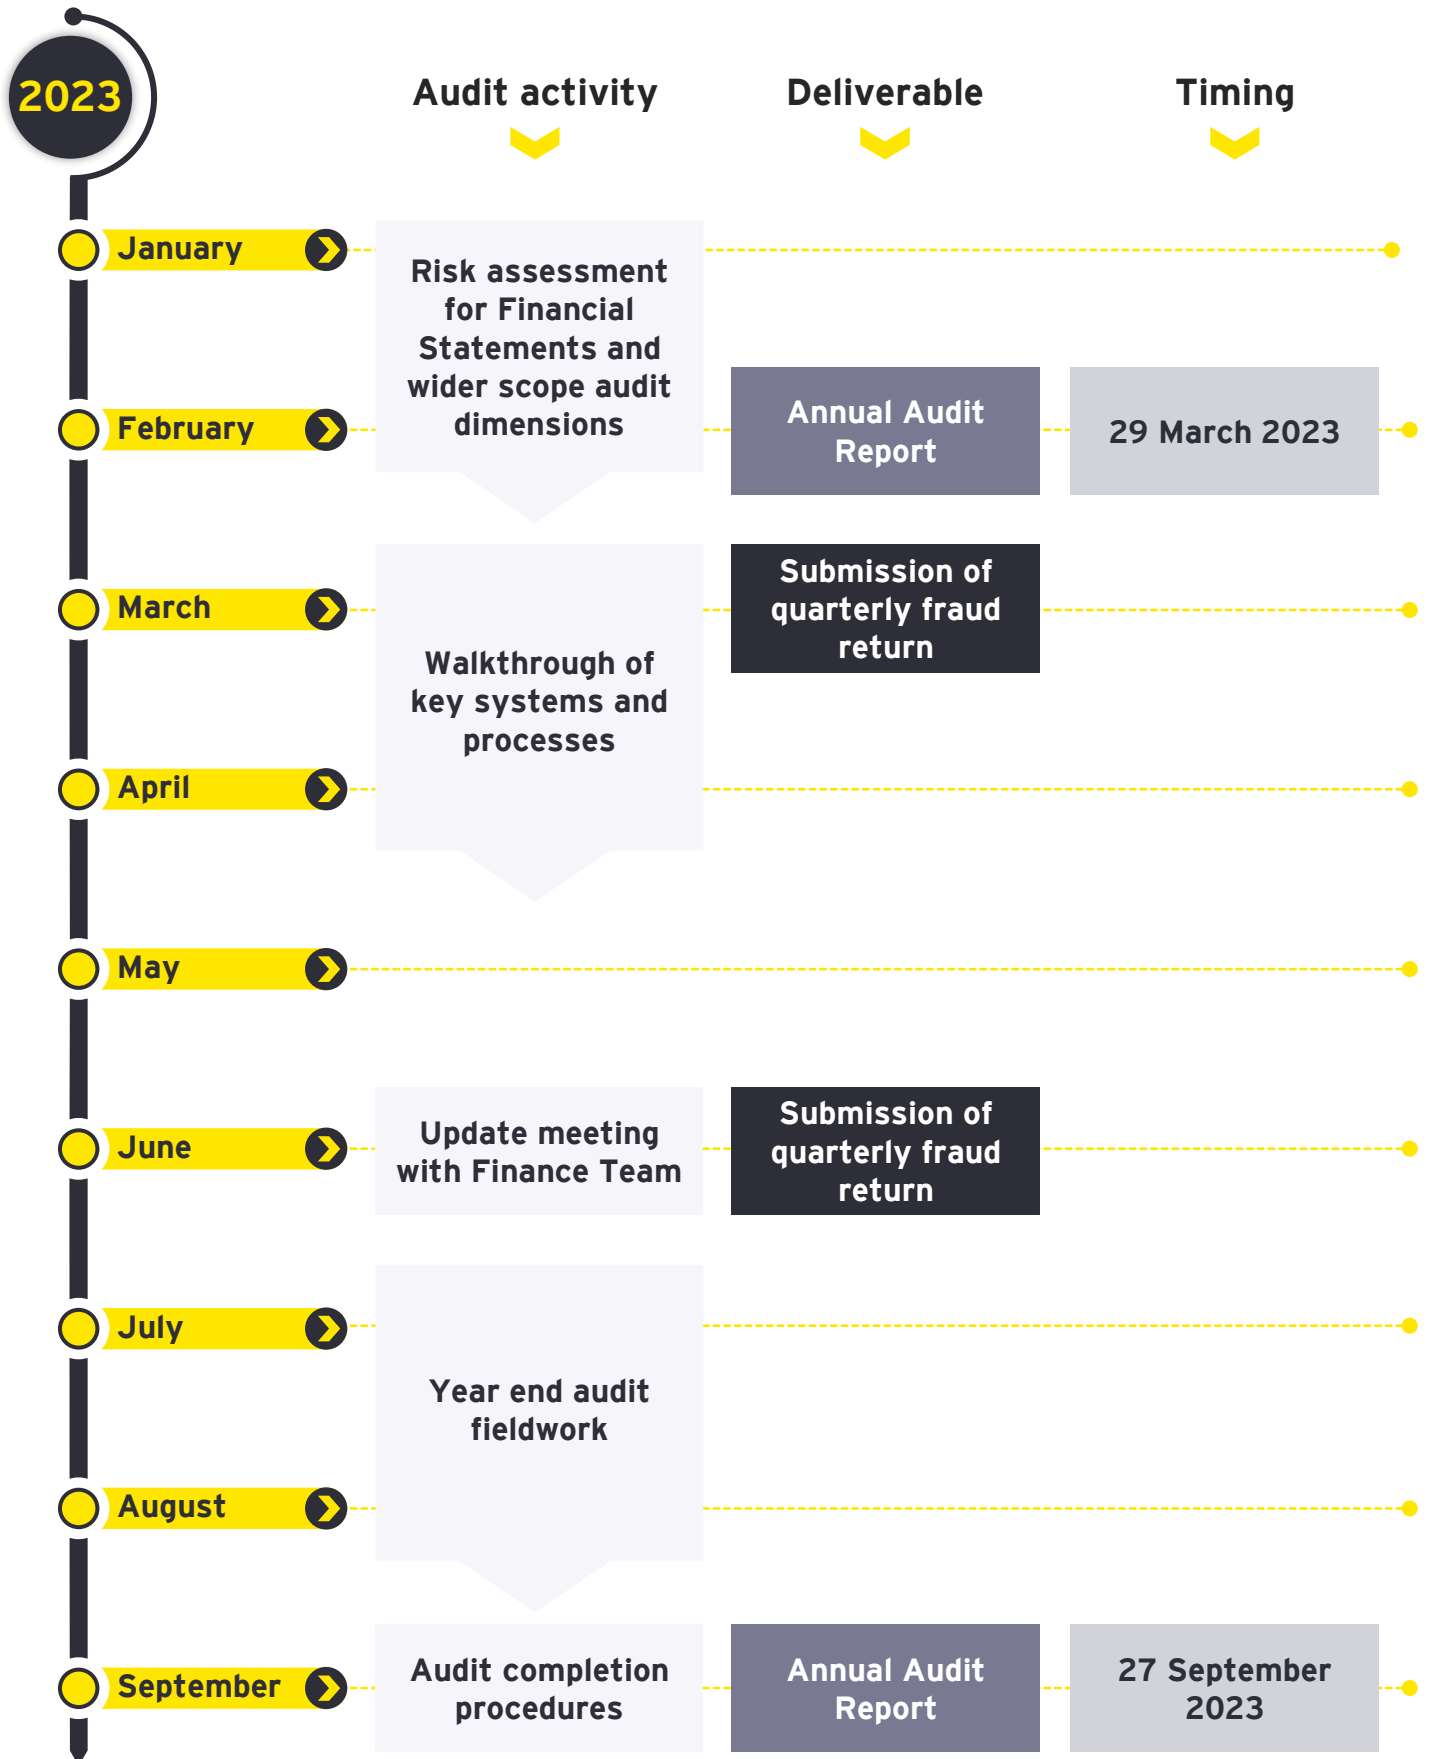 2023
Audit activity
Deliverable
Timing
January
Risk assessment
for Financial
Statements and
wider scope audit
dimensions
February
Annual Audit
Report
29 March 2023
March
Submission of
quarterly fraud
return
Walkthrough of
key systems and
processes
April
May
June
Update meeting
with Finance Team
Submission of
quarterly fraud
return
July
Year end audit
fieldwork
August
September
Audit completion
procedures
Annual Audit
Report
27 September
2023